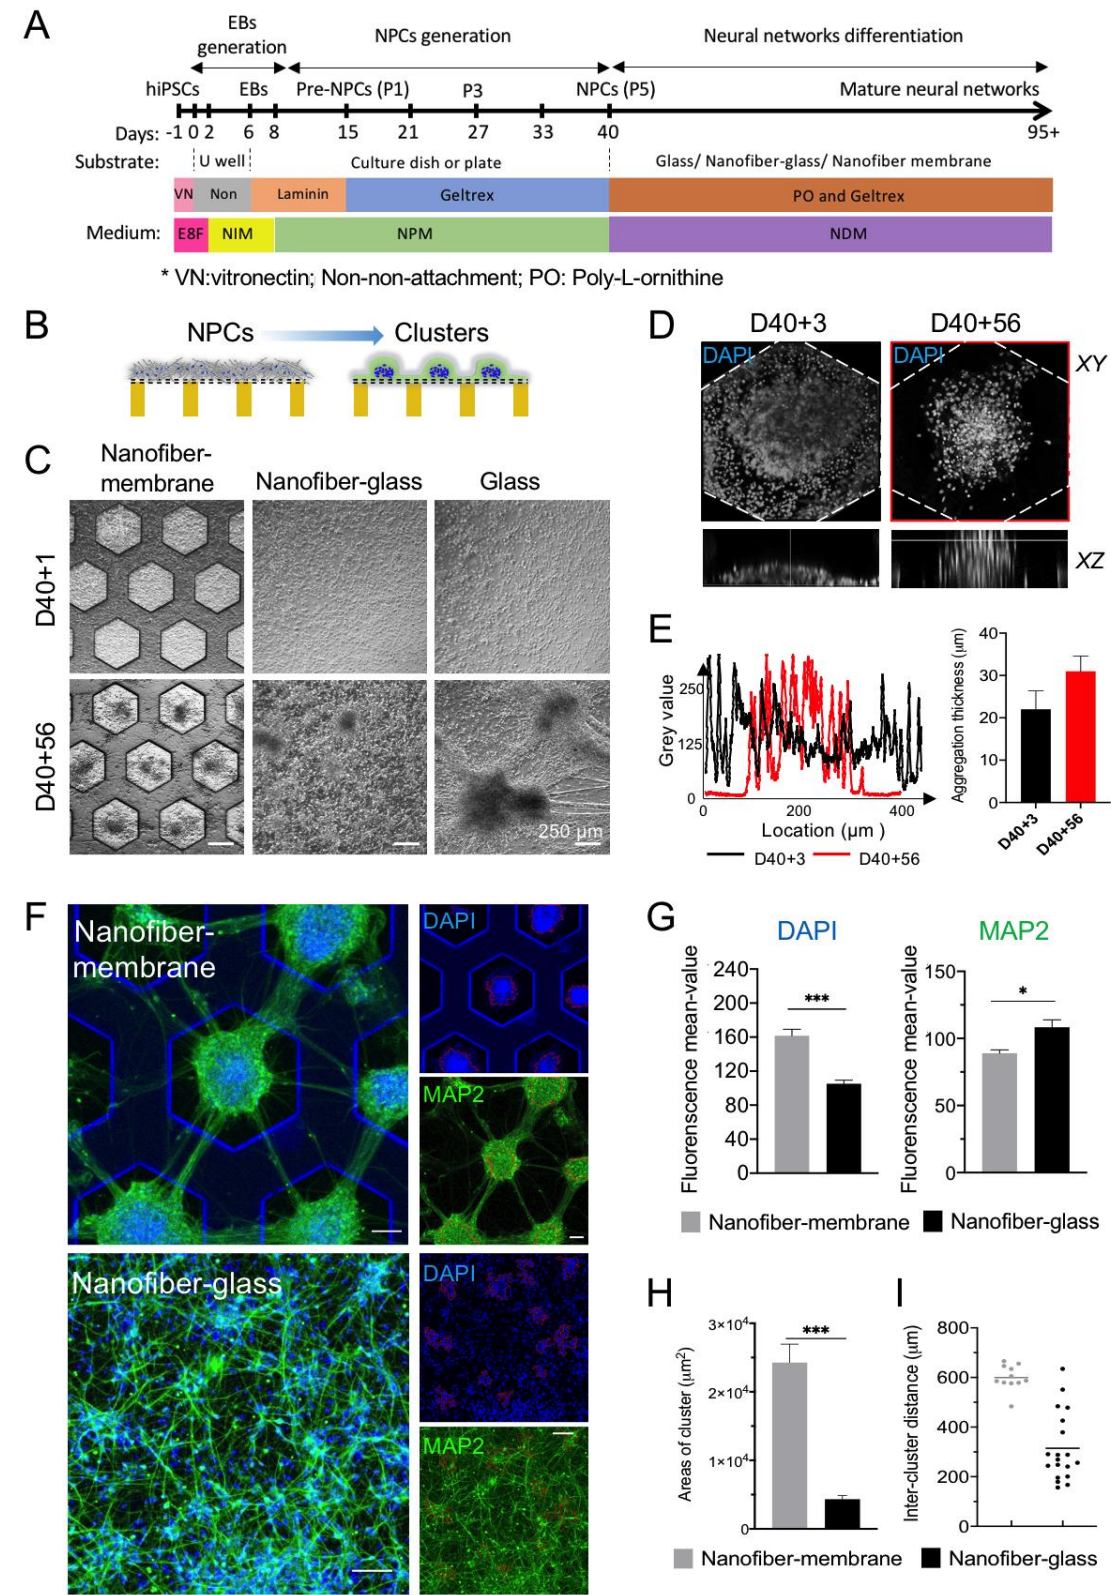 A
EBs
generation
NPCs generation
Neural networks differentiation
hiPSCs
EBs
Pre-NPCs (P1)
P3
NPCs (P5)
Mature neural networks
Days: -1 0 2 6 8 15 21 27 33 40 95+
Substrate: U well Culture dish or plate Glass/ Nanofiber-glass/ Nanofiber membrane
VN Non Laminin Geltrex PO and Geltrex
Medium: E8F NIM NPM NDM
* VN:vitronectin; Non-non-attachment; PO: Poly-L-ornithine
B
NPCs
Clusters
C
Nanofiber-
membrane
Nanofiber-glass
Glass
D40+1
D40+56
250 µm
D
D40+3
D40+56
DAPI
DAPI
XY
XZ
E
Grey value
250
125
0
0 200 400
Location (µm )
D40+3
D40+56
Aggregation thickness (µm)
40
30
20
10
0
D40+3
D40+56
F
Nanofiber-
membrane
DAPI
MAP2
Nanofiber-glass
DAPI
MAP2
G
DAPI
Fluorenscence mean-value
240
200
160
120
80
40
0
***
MAP2
Fluorenscence mean-value
150
100
50
0
*
Nanofiber-membrane
Nanofiber-glass
H
Areas of cluster (µm²)
3×10⁴
2×10⁴
1×10⁴
0
***
I
Inter-cluster distance (µm)
800
600
400
200
0
Nanofiber-membrane
Nanofiber-glass